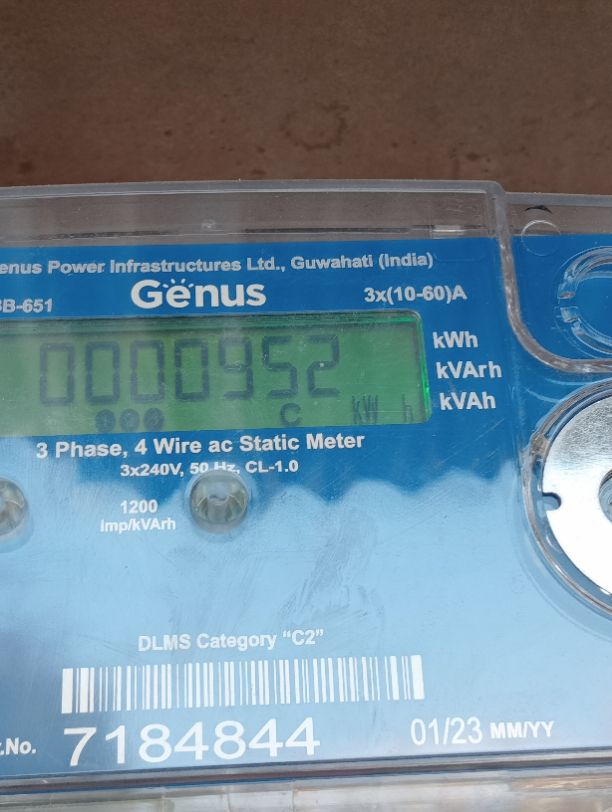 enus Power Infrastructures Ltd., Guwahati (India)
B-651
Genus
3x(10-60)A
0000952
kWh
kVArh
kVAh
C kW h
3 Phase, 4 Wire ac Static Meter
3x240V, 50 Hz, CL-1.0
1200
imp/kVArh
DLMS Category "C2"
.No. 7184844
01/23 MM/YY